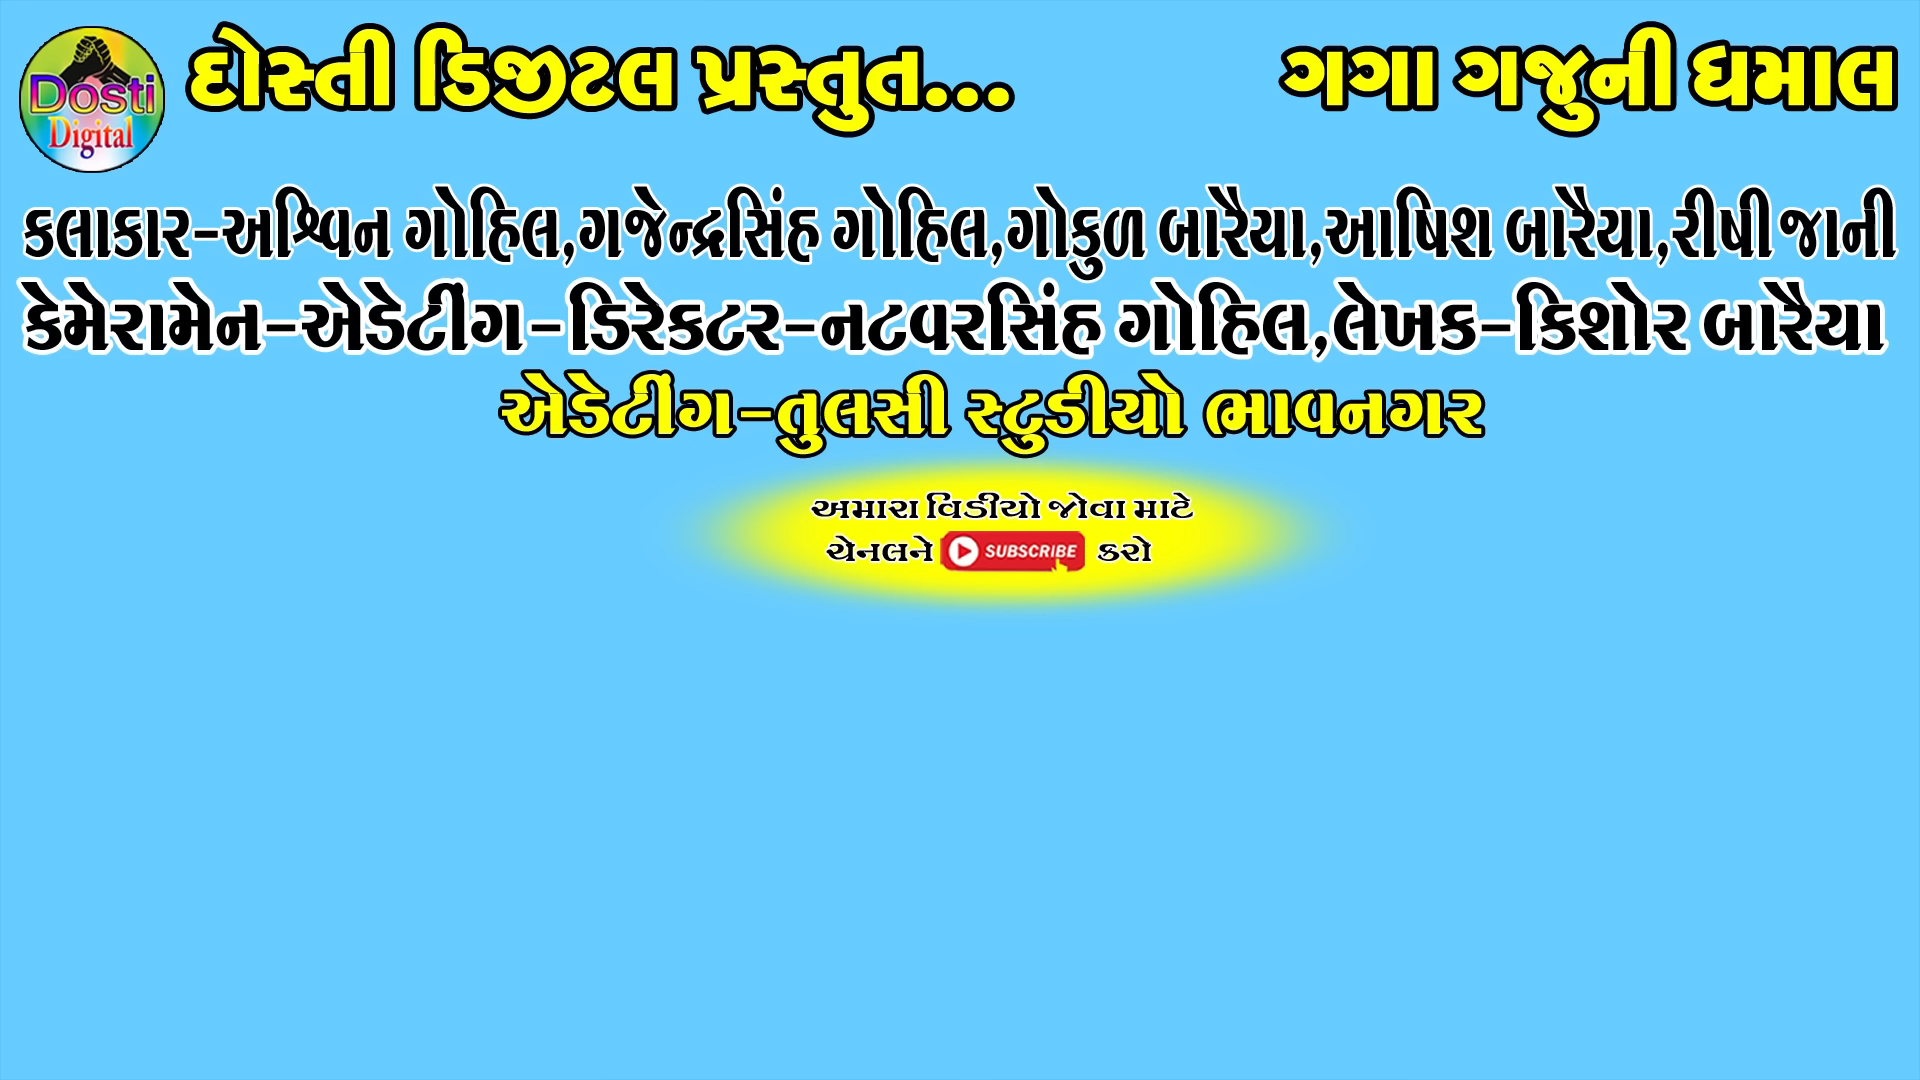 Dosti
Digital
દોસ્તી ડિજીટલ પ્રસ્તુત...
ગગા ગજુની ધમાલ
કલાકાર-અશ્વિન ગોહિલ,ગજેન્દ્રસિંહ ગોહિલ,ગોકુળ બારૈયા,આષિશ બારૈયા,રીષી જાની
કેમેરામેન-એડેટીંગ-ડિરેકટર-નટવરસિંહ ગોહિલ,લેખક-કિશોર બારૈયા
એડેટીંગ-તુલસી સ્ટુડીયો ભાવનગર
અમારા વિડીયો જોવા માટે
ચેનલને SUBSCRIBE કરો